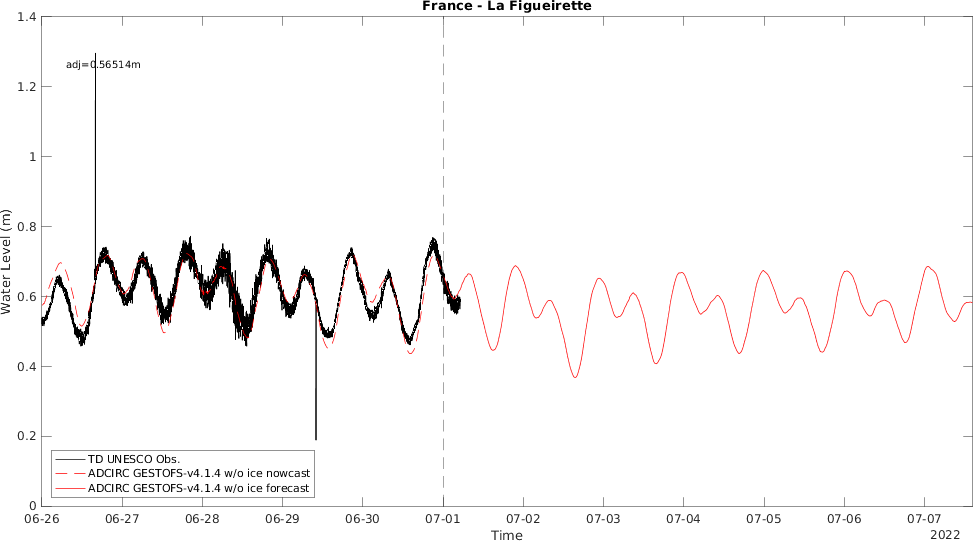 France - La Figueirette
adj=0.56514m
Water Level (m)
1.4
1.2
1
0.8
0.6
0.4
0.2
0
TD UNESCO Obs.
ADCIRC GESTOFS-v4.1.4 w/o ice nowcast
ADCIRC GESTOFS-v4.1.4 w/o ice forecast
06-26 06-27 06-28 06-29 06-30 07-01 07-02 07-03 07-04 07-05 07-06 07-07
Time
2022